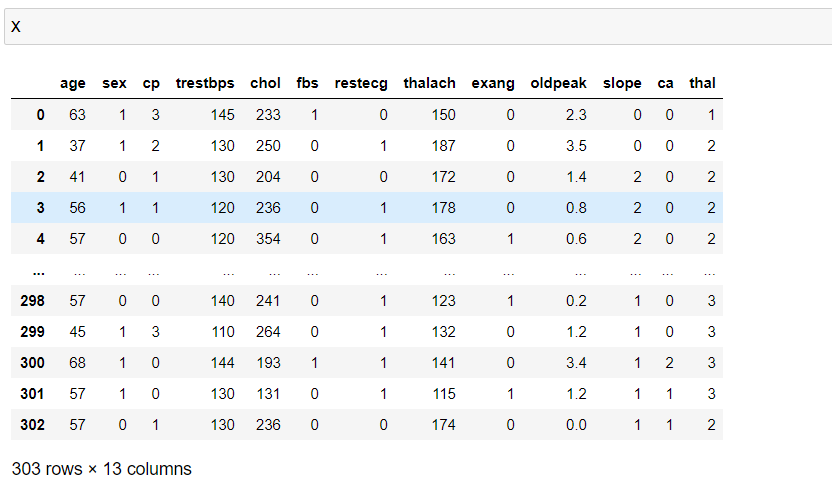 X
age sex cp trestbps chol fbs restecg thalach exang oldpeak slope ca thal
0 63 1 3 145 233 1 0 150 0 2.3 0 0 1
1 37 1 2 130 250 0 1 187 0 3.5 0 0 2
2 41 0 1 130 204 0 0 172 0 1.4 2 0 2
3 56 1 1 120 236 0 1 178 0 0.8 2 0 2
4 57 0 0 120 354 0 1 163 1 0.6 2 0 2
... ... ... ... ... ... ... ... ... ... ... ... ... ...
298 57 0 0 140 241 0 1 123 1 0.2 1 0 3
299 45 1 3 110 264 0 1 132 0 1.2 1 0 3
300 68 1 0 144 193 1 1 141 0 3.4 1 2 3
301 57 1 0 130 131 0 1 115 1 1.2 1 1 3
302 57 0 1 130 236 0 0 174 0 0.0 1 1 2
303 rows × 13 columns